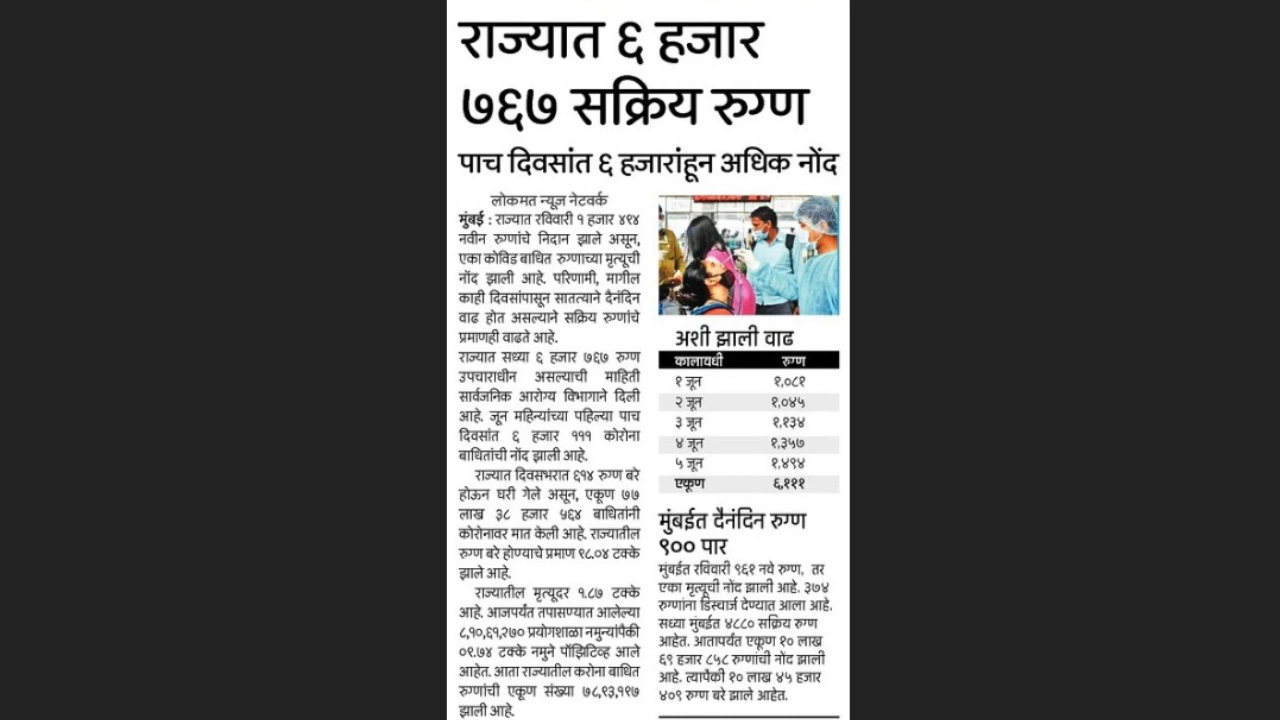 राज्यात ६ हजार
७६७ सक्रिय रुग्ण
पाच दिवसांत ६ हजारांहून अधिक नोंद
लोकमत न्यूज नेटवर्क
मुंबई : राज्यात रविवारी १ हजार ४९४
नवीन रुग्णांचे निदान झाले असून,
एका कोविड बाधित रुग्णाच्या मृत्यूची
नोंद झाली आहे. परिणामी, मागील
काही दिवसांपासून सातत्याने दैनंदिन
वाढ होत असल्याने सक्रिय रुग्णांचे
प्रमाणही वाढते आहे.
राज्यात सध्या ६ हजार ७६७ रुग्ण
उपचाराधीन असल्याची माहिती
सार्वजनिक आरोग्य विभागाने दिली
आहे. जून महिन्यांच्या पहिल्या पाच
दिवसांत ६ हजार १११ कोरोना
बाधितांची नोंद झाली आहे.
राज्यात दिवसभरात ६१४ रुग्ण बरे
होऊन घरी गेले असून, एकूण ७७
लाख ३८ हजार ५६४ बाधितांनी
कोरोनावर मात केली आहे. राज्यातील
रुग्ण बरे होण्याचे प्रमाण ९८.०४ टक्के
झाले आहे.
राज्यातील मृत्यूदर १.८७ टक्के
आहे. आजपर्यंत तपासण्यात आलेल्या
८,१०,६१,२७० प्रयोगशाळा नमुन्यांपैकी
०९.७४ टक्के नमुने पॉझिटिव्ह आले
आहेत. आता राज्यातील करोना बाधित
रुग्णांची एकूण संख्या ७८,९३,१९७
झाली आहे.
अशी झाली वाढ
कालावधी रुग्ण
१ जून १,०८१
२ जून १,०४५
३ जून १,१३४
४ जून १,३५७
५ जून १,४९४
एकूण ६,१११
मुंबईत दैनंदिन रुग्ण
९०० पार
मुंबईत रविवारी ९६१ नवे रुग्ण, तर
एका मृत्यूची नोंद झाली आहे. ३७४
रुग्णांना डिस्चार्ज देण्यात आला आहे.
सध्या मुंबईत ४८८० सक्रिय रुग्ण
आहेत. आतापर्यंत एकूण १० लाख
६९ हजार ८५८ रुग्णांची नोंद झाली
आहे. त्यापैकी १० लाख ४५ हजार
४०९ रुग्ण बरे झाले आहेत.